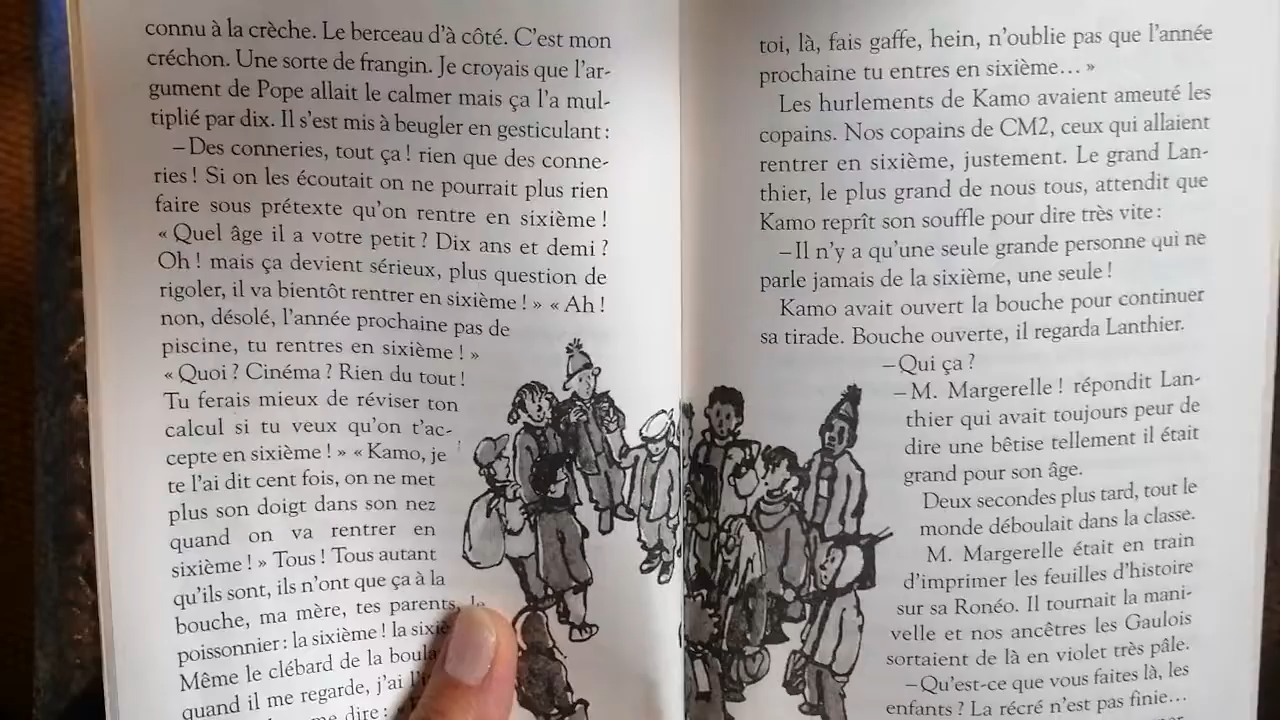 connu à la crèche. Le berceau d'à côté. C'est mon
créchon. Une sorte de frangin. Je croyais que l'ar-
gument de Pope allait le calmer mais ça l'a mul-
tiplié par dix. Il s'est mis à beugler en gesticulant :
– Des conneries, tout ça ! rien que des conne-
ries ! Si on les écoutait on ne pourrait plus rien
faire sous prétexte qu'on rentre en sixième !
« Quel âge il a votre petit ? Dix ans et demi ?
Oh ! mais ça devient sérieux, plus question de
rigoler, il va bientôt rentrer en sixième ! » « Ah !
non, désolé, l'année prochaine pas de
piscine, tu rentres en sixième ! »
« Quoi ? Cinéma ? Rien du tout !
Tu ferais mieux de réviser ton
calcul si tu veux qu'on t'ac-
cepte en sixième ! » « Kamo, je
te l'ai dit cent fois, on ne met
plus son doigt dans son nez
quand on va rentrer en
sixième ! » Tous ! Tous autant
qu'ils sont, ils n'ont que ça à la
bouche, ma mère, tes parents, le
poissonnier : la sixième ! la
Même le clébard de la
quand il me regarde, j'ai
dire :
toi, là, fais gaffe, hein, n'oublie pas que l'année
prochaine tu entres en sixième... »
Les hurlements de Kamo avaient ameuté les
copains. Nos copains de CM2, ceux qui allaient
rentrer en sixième, justement. Le grand Lan-
thier, le plus grand de nous tous, attendit que
Kamo reprît son souffle pour dire très vite :
– Il n'y a qu'une seule grande personne qui ne
parle jamais de la sixième, une seule !
Kamo avait ouvert la bouche pour continuer
sa tirade. Bouche ouverte, il regarda Lanthier.
– Qui ça ?
– M. Margerelle ! répondit Lan-
thier qui avait toujours peur de
dire une bêtise tellement il était
grand pour son âge.
Deux secondes plus tard, tout le
monde déboulait dans la classe.
M. Margerelle était en train
d'imprimer les feuilles d'histoire
sur sa Ronéo. Il tournait la mani-
velle et nos ancêtres les Gaulois
sortaient de là en violet très pâle.
– Qu'est-ce que vous faites là, les
enfants ? La récré n'est pas finie...